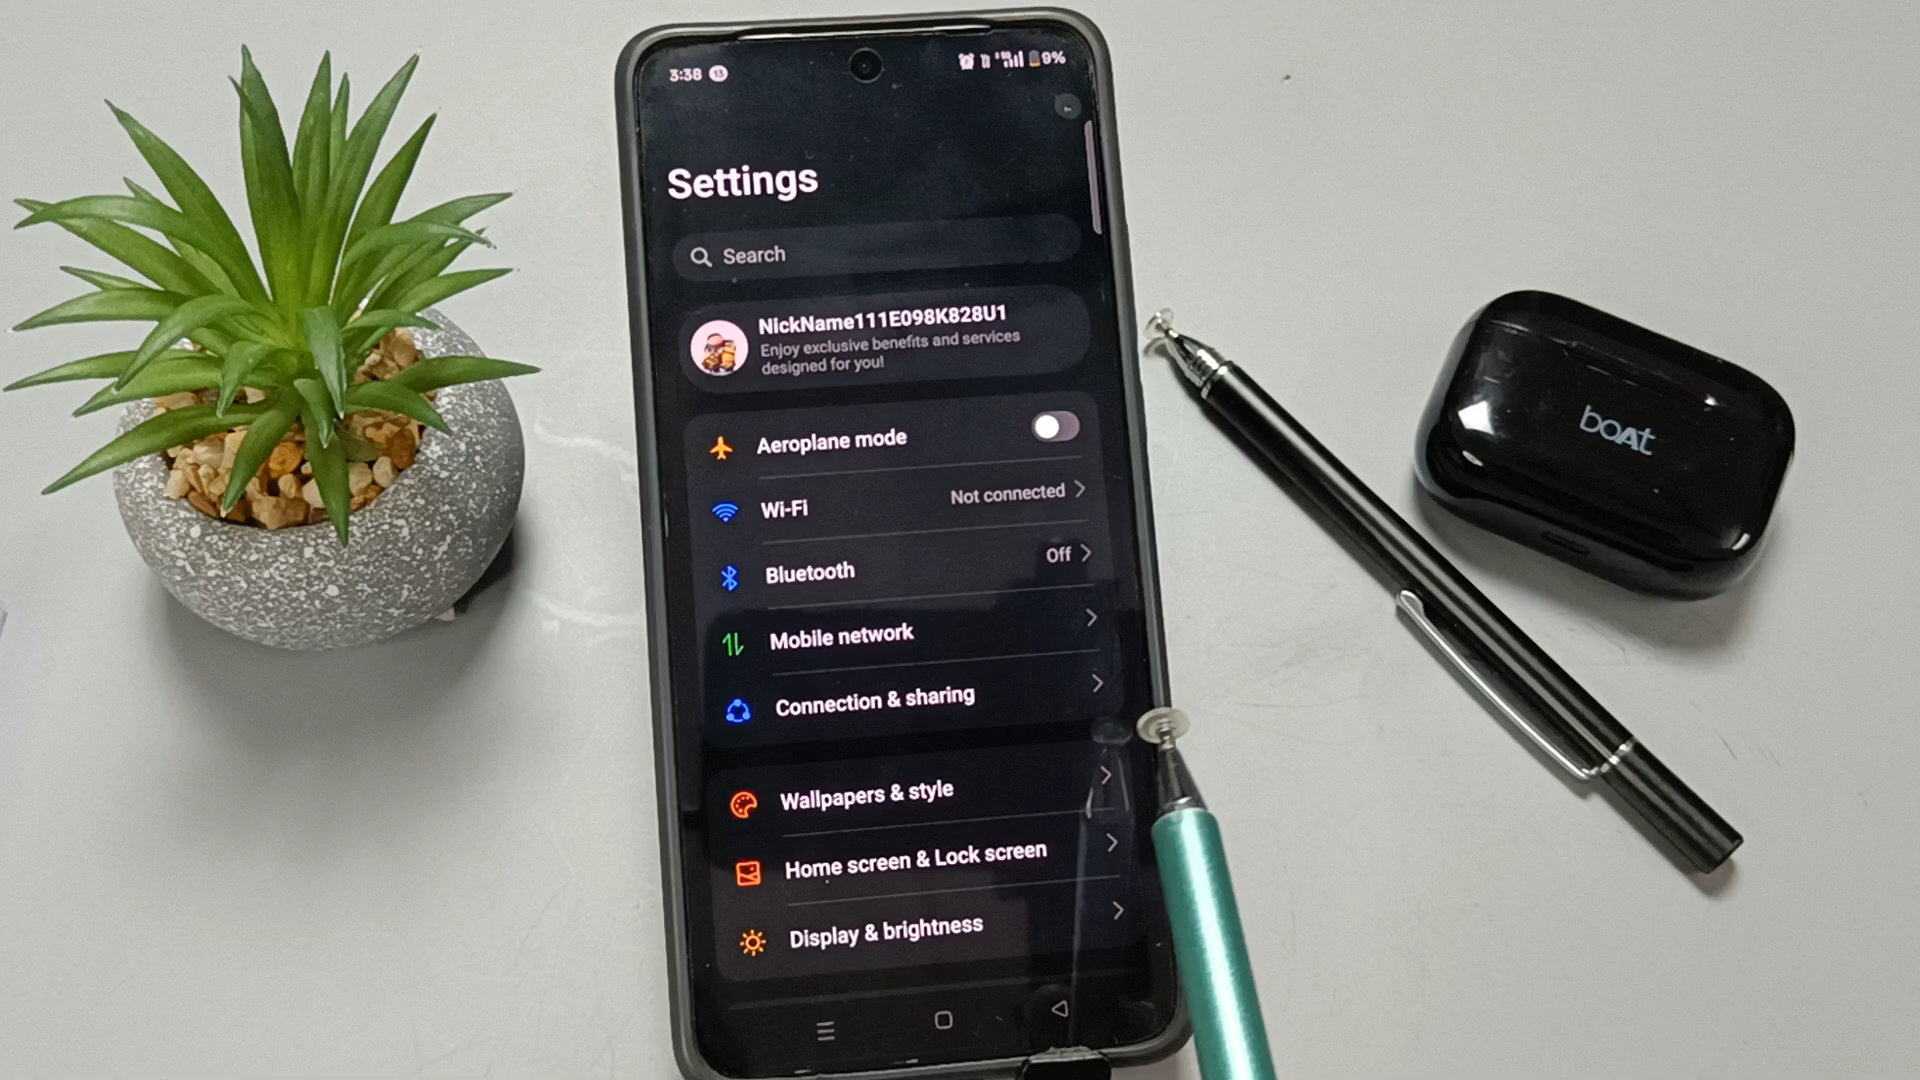 3:38 13 9%
Settings
Search
NickName111E098K828U1
Enjoy exclusive benefits and services
designed for you!
Aeroplane mode
Wi-Fi Not connected
Bluetooth Off
Mobile network
Connection & sharing
Wallpapers & style
Home screen & Lock screen
Display & brightness
boAt